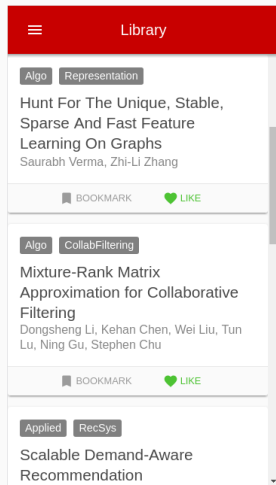 Library
Algo Representation
Hunt For The Unique, Stable,
Sparse And Fast Feature
Learning On Graphs
Saurabh Verma, Zhi-Li Zhang
BOOKMARK LIKE
Algo CollabFiltering
Mixture-Rank Matrix
Approximation for Collaborative
Filtering
Dongsheng Li, Kehan Chen, Wei Liu, Tun
Lu, Ning Gu, Stephen Chu
BOOKMARK LIKE
Applied RecSys
Scalable Demand-Aware
Recommendation